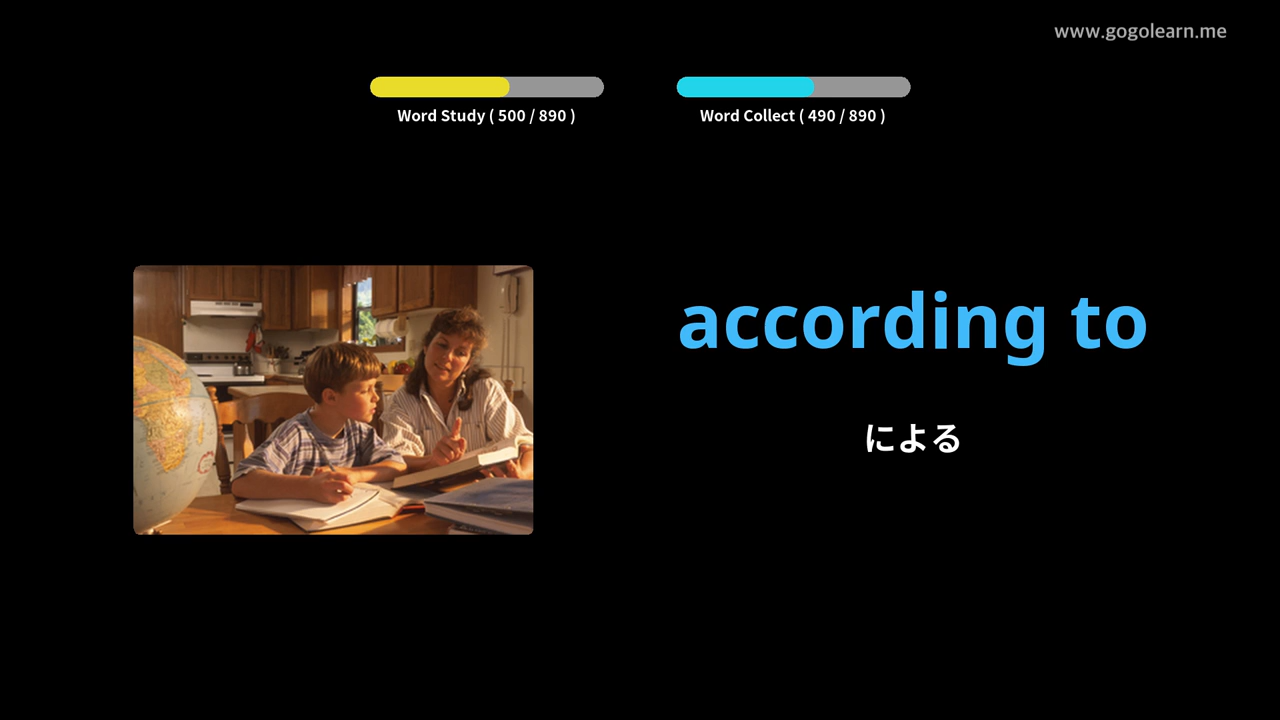 www.gogolearn.me
Word Study ( 500 / 890 )
Word Collect ( 490 / 890 )
according to
による